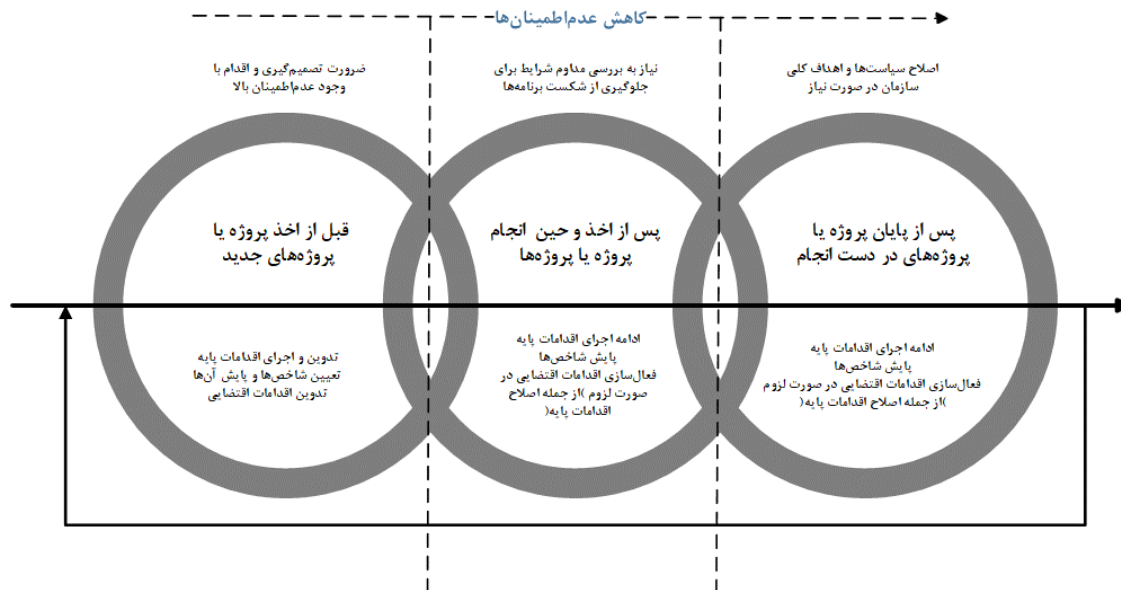 کاهش عدم‌اطمینان‌ها
ضرورت تصمیم‌گیری و اقدام با
وجود عدم‌اطمینان بالا
نیاز به بررسی مداوم شرایط برای
جلوگیری از شکست برنامه‌ها
اصلاح سیاست‌ها و اهداف کلی
سازمان در صورت نیاز
قبل از اخذ پروژه یا
پروژه‌های جدید
پس از اخذ و حین انجام
پروژه یا پروژه‌ها
پس از پایان پروژه یا
پروژه‌های در دست انجام
تدوین و اجرای اقدامات پایه
تعیین شاخص‌ها و پایش آن‌ها
تدوین اقدامات اقتضایی
ادامه اجرای اقدامات پایه
پایش شاخص‌ها
فعال‌سازی اقدامات اقتضایی در
صورت لزوم )از جمله اصلاح
اقدامات پایه(
ادامه اجرای اقدامات پایه
پایش شاخص‌ها
فعال‌سازی اقدامات اقتضایی در صورت لزوم
)از جمله اصلاح اقدامات پایه(